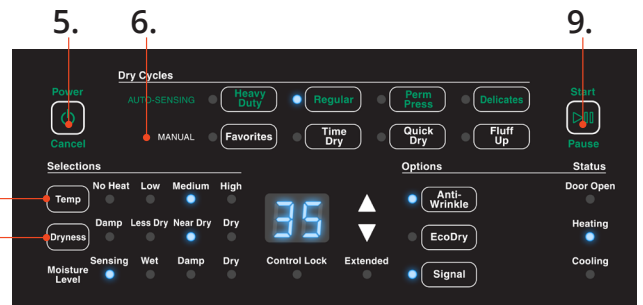 5.
6.
9.
Dry Cycles
Power
Cancel
AUTO-SENSING
Heavy
Duty
Regular
Perm
Press
Delicates
Start
Pause
MANUAL
Favorites
Time
Dry
Quick
Dry
Fluff
Up
Selections
Options
Status
Temp
No Heat
Low
Medium
High
Dryness
Damp
Less Dry
Near Dry
Dry
Moisture
Level
Sensing
Wet
Damp
Dry
35
Control Lock
Extended
Anti-
Wrinkle
EcoDry
Signal
Door Open
Heating
Cooling